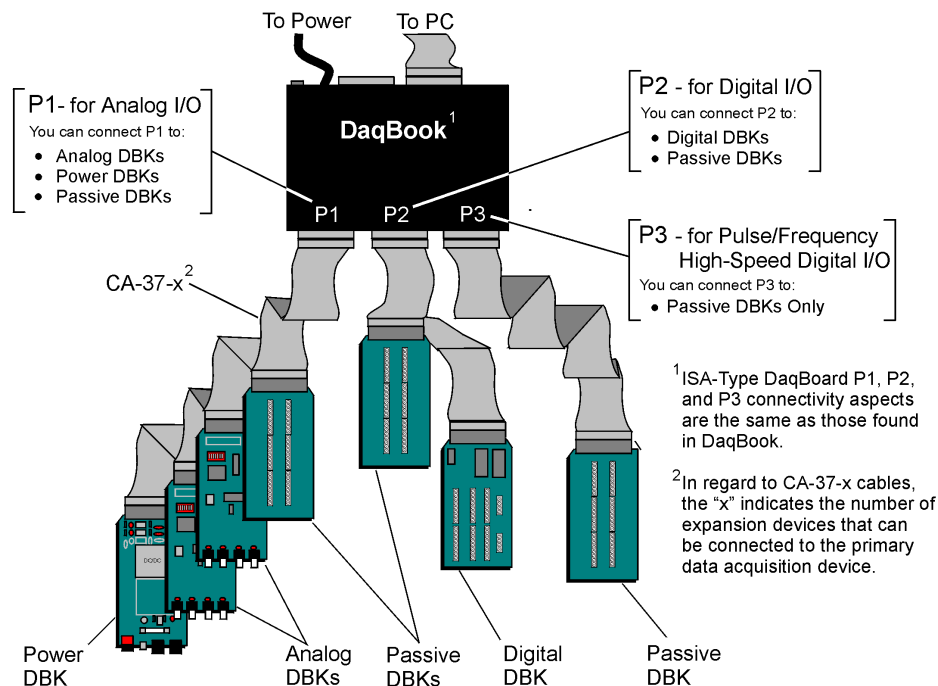 To Power
To PC
P1- for Analog I/O
You can connect P1 to:
• Analog DBKs
• Power DBKs
• Passive DBKs
DaqBook1
P2 - for Digital I/O
You can connect P2 to:
• Digital DBKs
• Passive DBKs
P1 P2 P3
P3 - for Pulse/Frequency
High-Speed Digital I/O
You can connect P3 to:
• Passive DBKs Only
CA-37-x2
1 ISA-Type DaqBoard P1, P2,
and P3 connectivity aspects
are the same as those found
in DaqBook.
2 In regard to CA-37-x cables,
the “x” indicates the number of
expansion devices that can
be connected to the primary
data acquisition device.
DCDC
Power
DBK
Analog
DBKs
Passive
DBKs
Digital
DBK
Passive
DBK